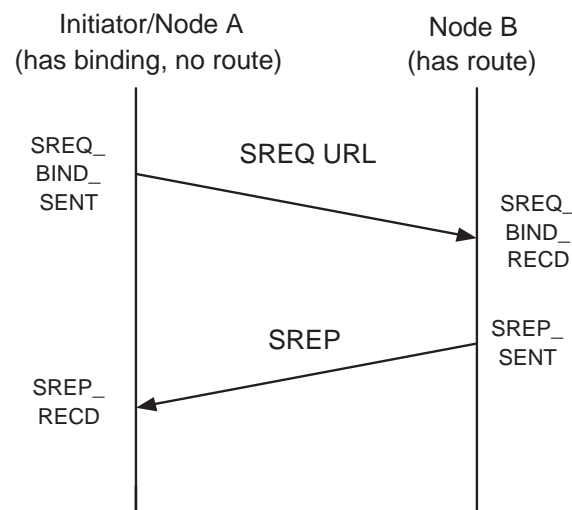 Initiator/Node A
(has binding, no route)
Node B
(has route)
SREQ_
BIND_
SENT
SREQ URL
SREQ_
BIND_
RECD
SREP
SREP_
SENT
SREP_
RECD